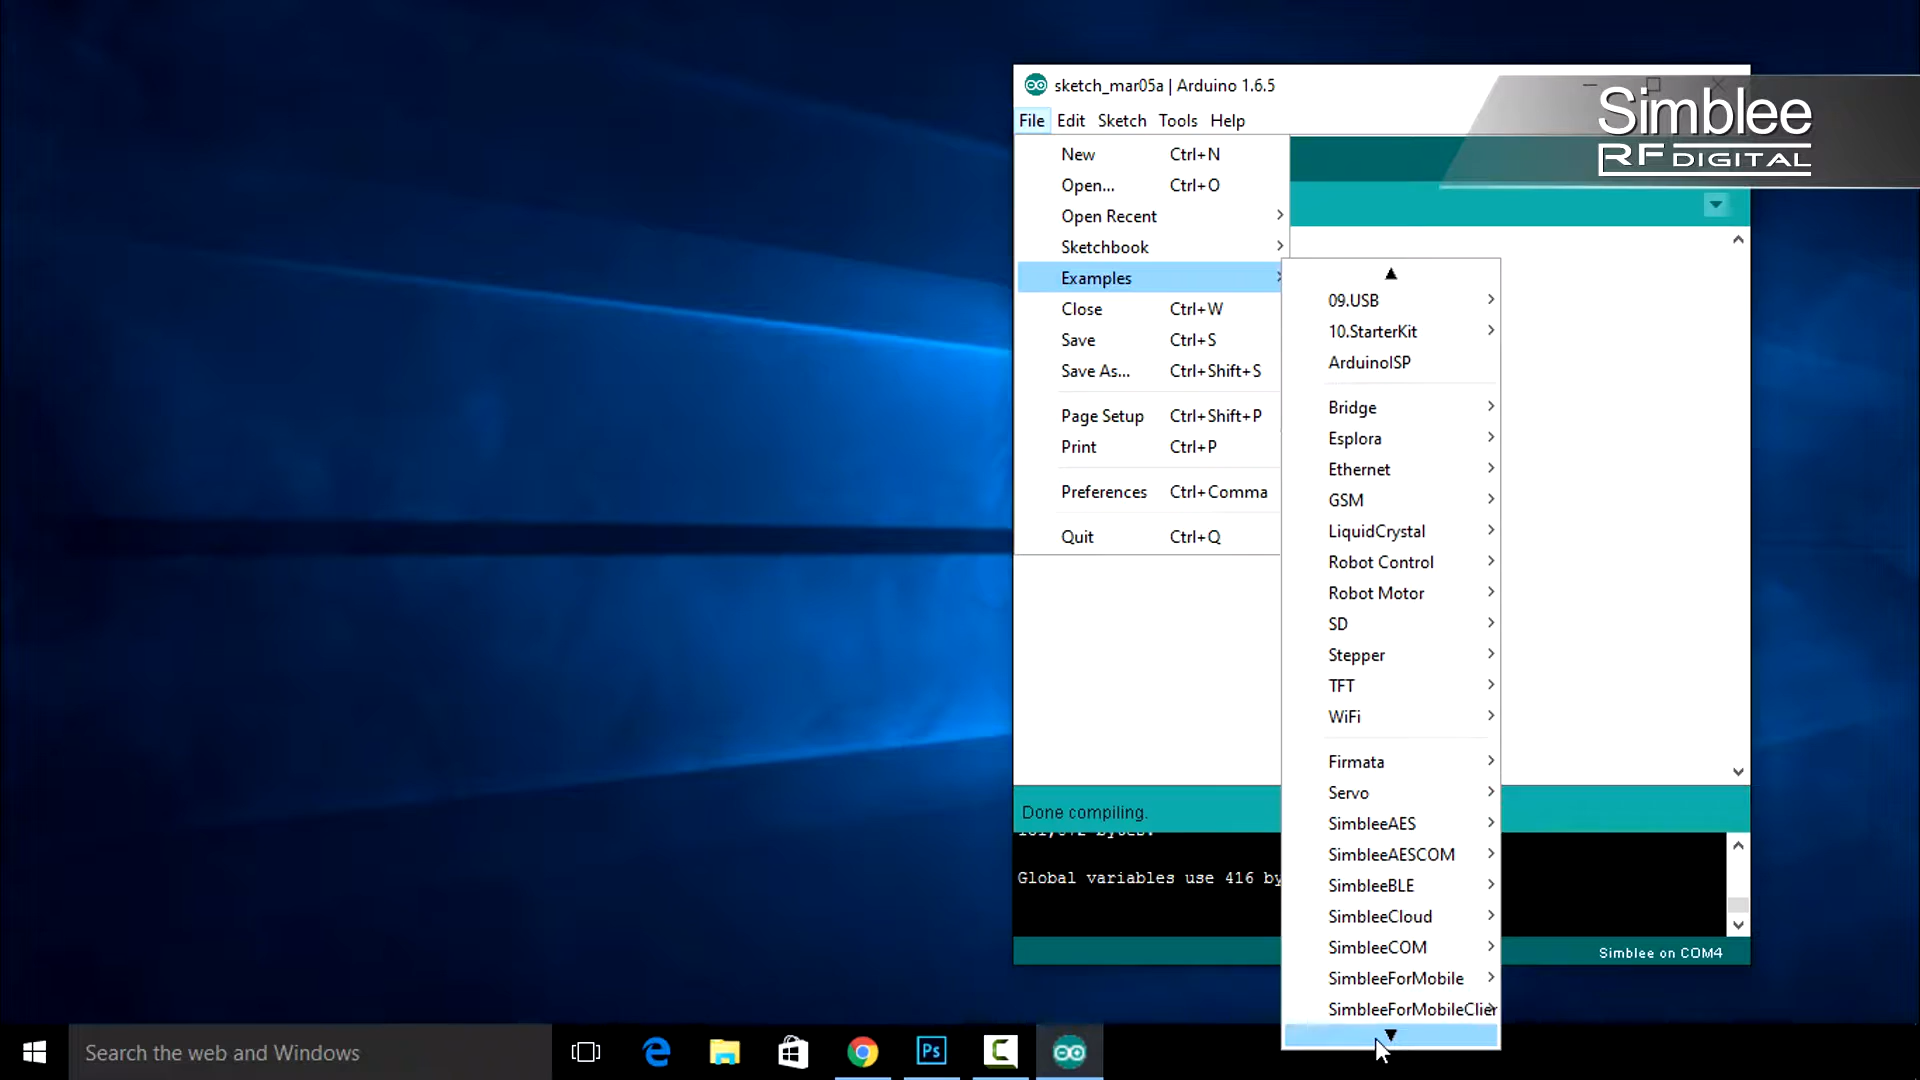 sketch_mar05a | Arduino 1.6.5
Simblee
RF DIGITAL
File Edit Sketch Tools Help
New Ctrl+N
Open... Ctrl+O
Open Recent
Sketchbook
Examples
Close Ctrl+W
Save Ctrl+S
Save As... Ctrl+Shift+S
Page Setup Ctrl+Shift+P
Print Ctrl+P
Preferences Ctrl+Comma
Quit Ctrl+Q
09.USB
10.StarterKit
ArduinoISP
Bridge
Esplora
Ethernet
GSM
LiquidCrystal
Robot Control
Robot Motor
SD
Stepper
TFT
WiFi
Firmata
Servo
SimbleeAES
SimbleeAESCOM
SimbleeBLE
SimbleeCloud
SimbleeCOM
SimbleeForMobile
SimbleeForMobileClier
Done compiling.
Global variables use 416 by
Simblee on COM4
Search the web and Windows
Ps